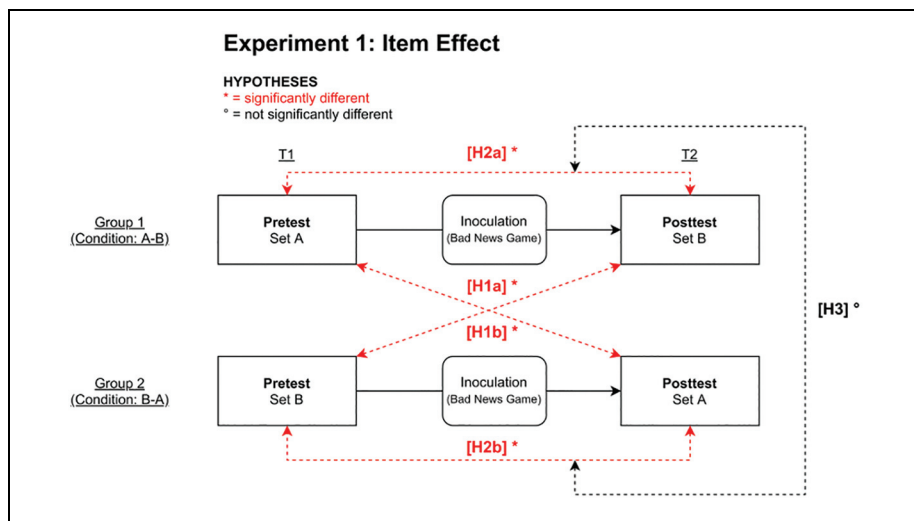 Experiment 1: Item Effect
HYPOTHESES
* = significantly different
° = not significantly different
T1
[H2a] *
T2
Group 1
(Condition: A-B)
Pretest
Set A
Inoculation
(Bad News Game)
Posttest
Set B
[H1a] *
[H1b] *
[H3] °
Group 2
(Condition: B-A)
Pretest
Set B
Inoculation
(Bad News Game)
Posttest
Set A
[H2b] *